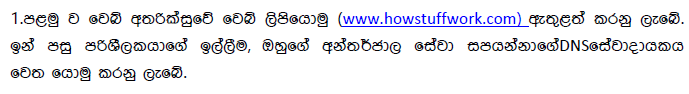 1.පළමු ව වෙබ් අතරික්සුවේ වෙබ් ලිපියොමු (www.howstuffwork.com) ඇතුළත් කරනු ලැබේ.
ඉන් පසු පරිශීලකයාගේ ඉල්ලීම, ඔහුගේ අන්තර්ජාල සේවා සපයන්නාගේDNSසේවාදායකය
වෙත යොමු කරනු ලැබේ.